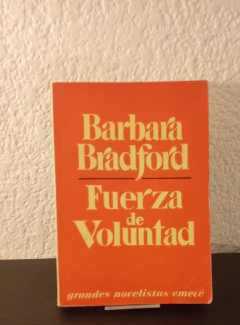 Barbara
Bradford
Fuerza
de
Voluntad
grandes novelistas-emecé